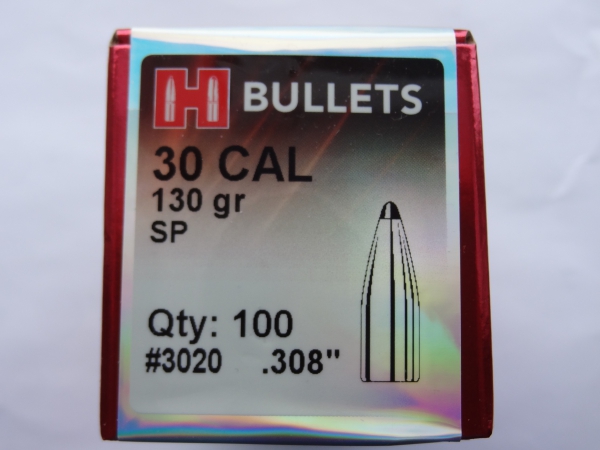 H BULLETS
30 CAL
130 gr
SP
Qty: 100
#3020 .308"